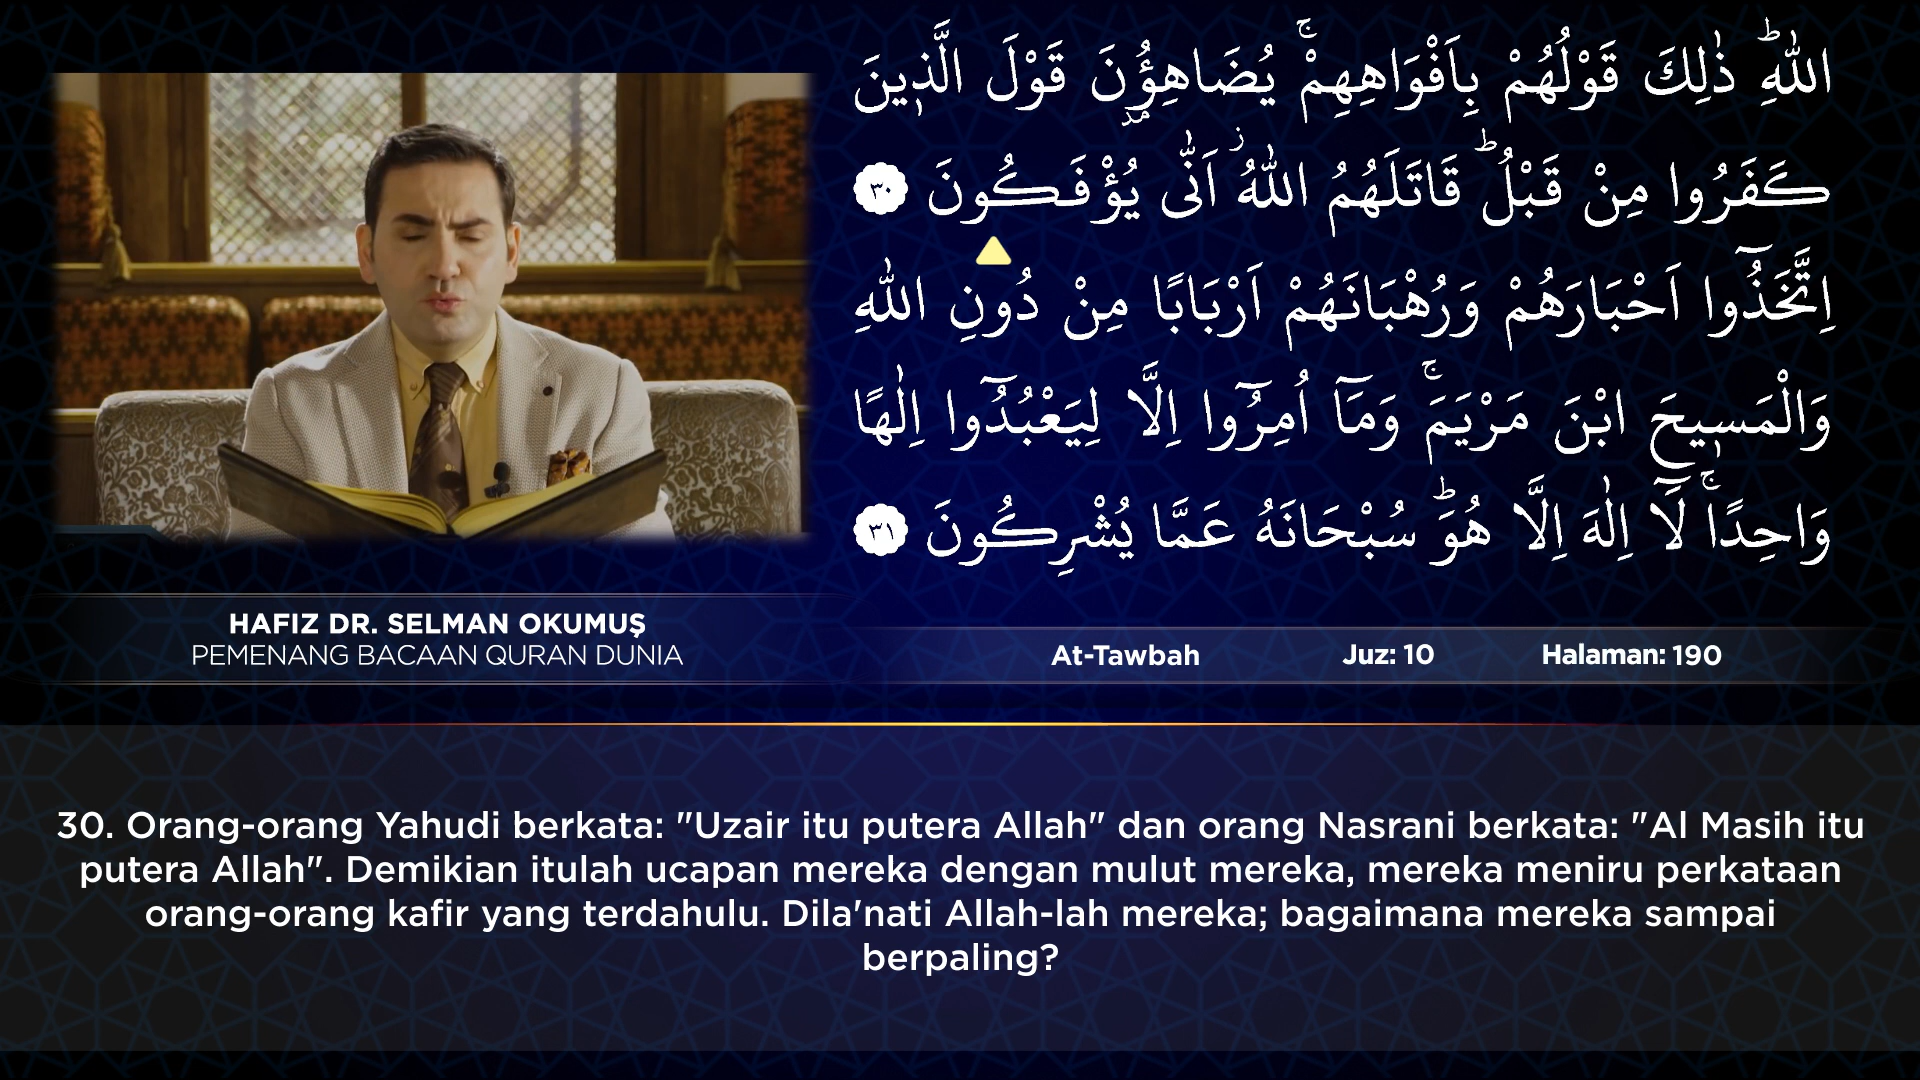 اللّٰهِۜ ذٰلِكَ قَوْلُهُمْ بِاَفْوَاهِهِمْۚ يُضَاهِؤُ۫نَ قَوْلَ الَّذ۪ينَ
كَفَرُوا مِنْ قَبْلُۜ قَاتَلَهُمُ اللّٰهُۘ اَنّٰى يُؤْفَكُونَ ٣٠
اِتَّخَذُٓوا اَحْبَارَهُمْ وَرُهْبَانَهُمْ اَرْبَابًا مِنْ دُونِ اللّٰهِ
وَالْمَس۪يحَ ابْنَ مَرْيَمَۚ وَمَٓا اُمِرُٓوا اِلَّا لِيَعْبُدُٓوا اِلٰهًا
وَاحِدًاۚ لَٓا اِلٰهَ اِلَّا هُوَۜ سُبْحَانَهُ عَمَّا يُشْرِكُونَ ٣١
HAFIZ DR. SELMAN OKUMUŞ
PEMENANG BACAAN QURAN DUNIA
At-Tawbah Juz: 10 Halaman: 190
30. Orang-orang Yahudi berkata: "Uzair itu putera Allah" dan orang Nasrani berkata: "Al Masih itu
putera Allah". Demikian itulah ucapan mereka dengan mulut mereka, mereka meniru perkataan
orang-orang kafir yang terdahulu. Dila'nati Allah-lah mereka; bagaimana mereka sampai
berpaling?